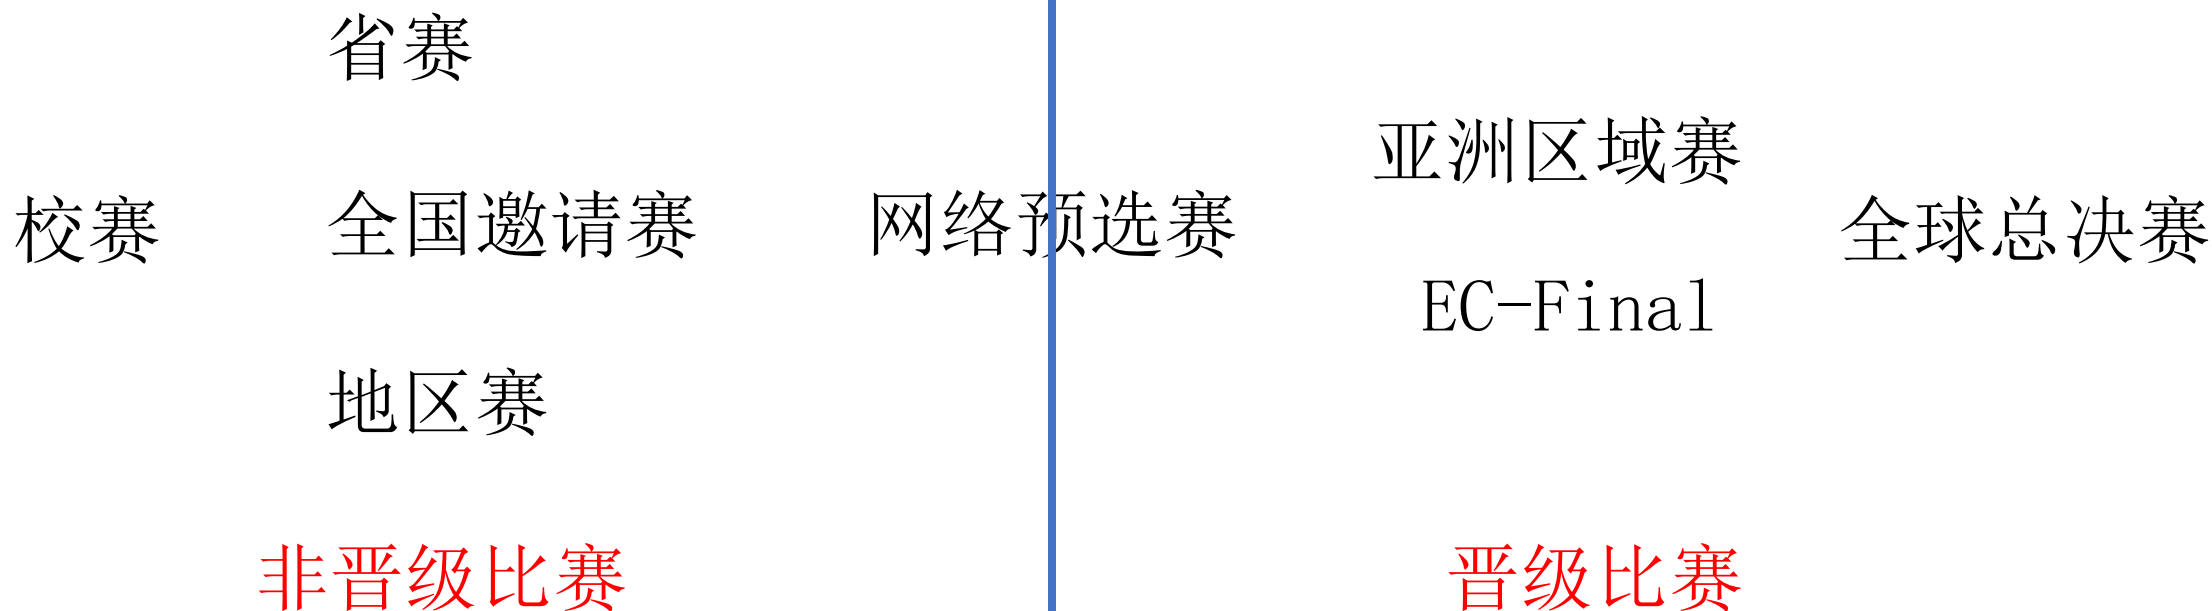 省赛
校赛
全国邀请赛
地区赛
非晋级比赛
网络预选赛
亚洲区域赛
EC-Final
全球总决赛
晋级比赛